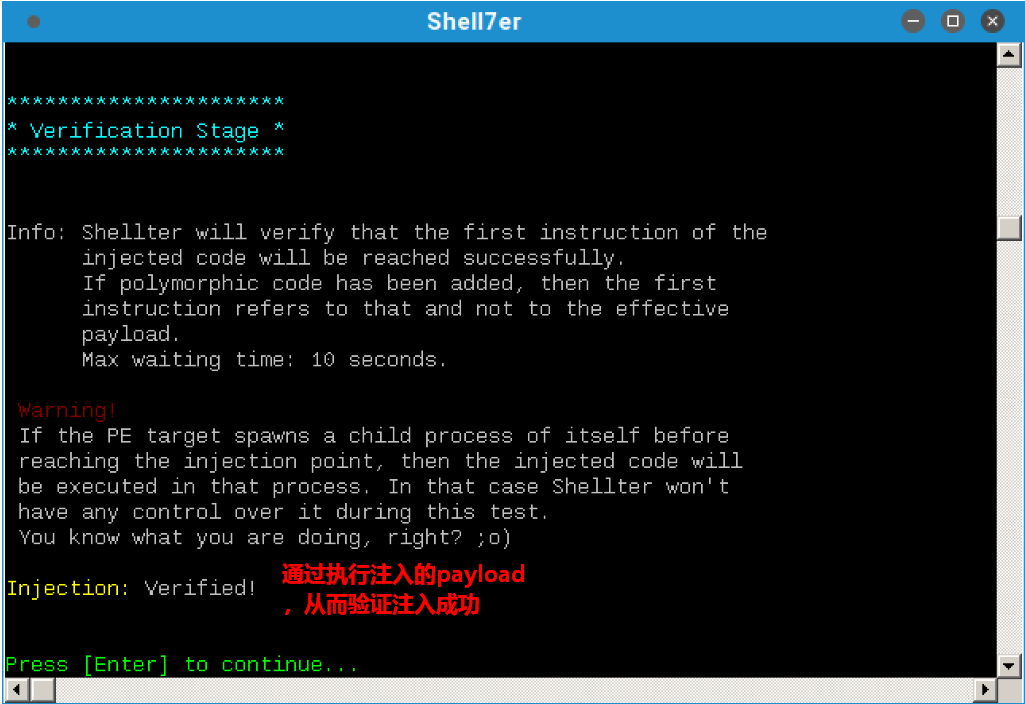 Shell7er
**********************
* Verification Stage *
**********************
Info: Shellter will verify that the first instruction of the
injected code will be reached successfully.
If polymorphic code has been added, then the first
instruction refers to that and not to the effective
payload.
Max waiting time: 10 seconds.
Warning!
If the PE target spawns a child process of itself before
reaching the injection point, then the injected code will
be executed in that process. In that case Shellter won't
have any control over it during this test.
You know what you are doing, right? ;o)
Injection: Verified!
通过执行注入的payload
，从而验证注入成功
Press [Enter] to continue...